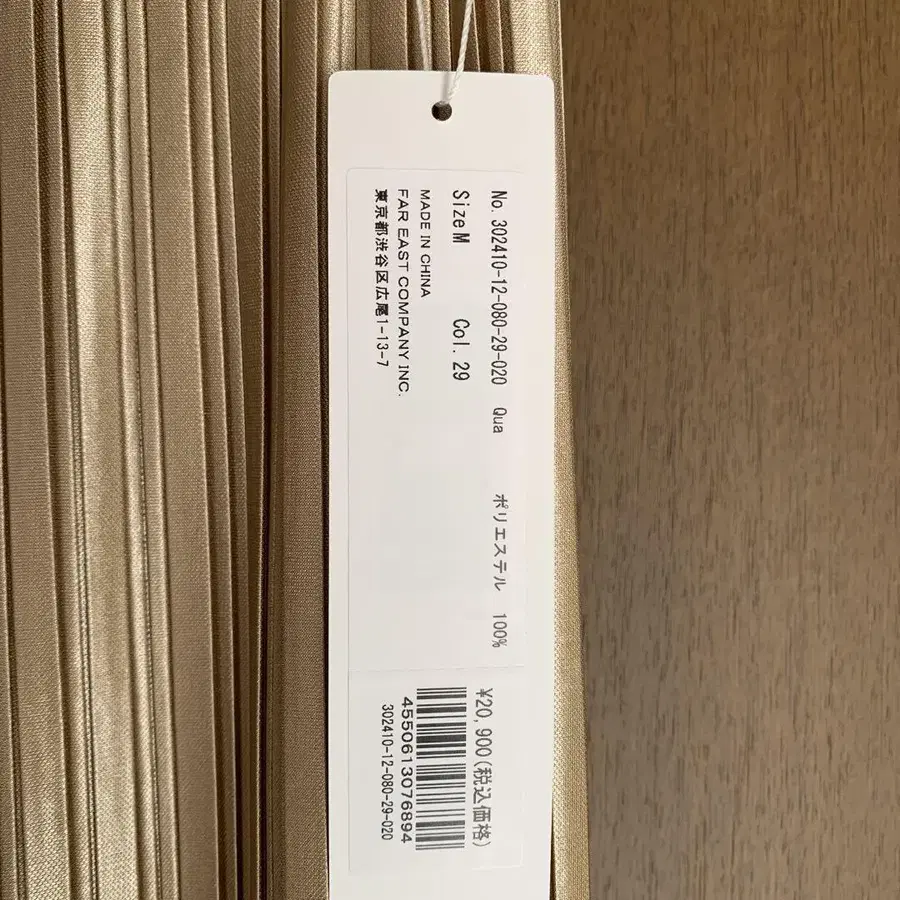 No. 302410-12-080-29-020 Qua ポリエステル 100%
SizeM Col. 29
MADE IN CHINA
FAR EAST COMPANY INC.
東京都渋谷区広尾1-13-7
¥20,900(税込価格)
4550613076894
302410-12-080-29-020